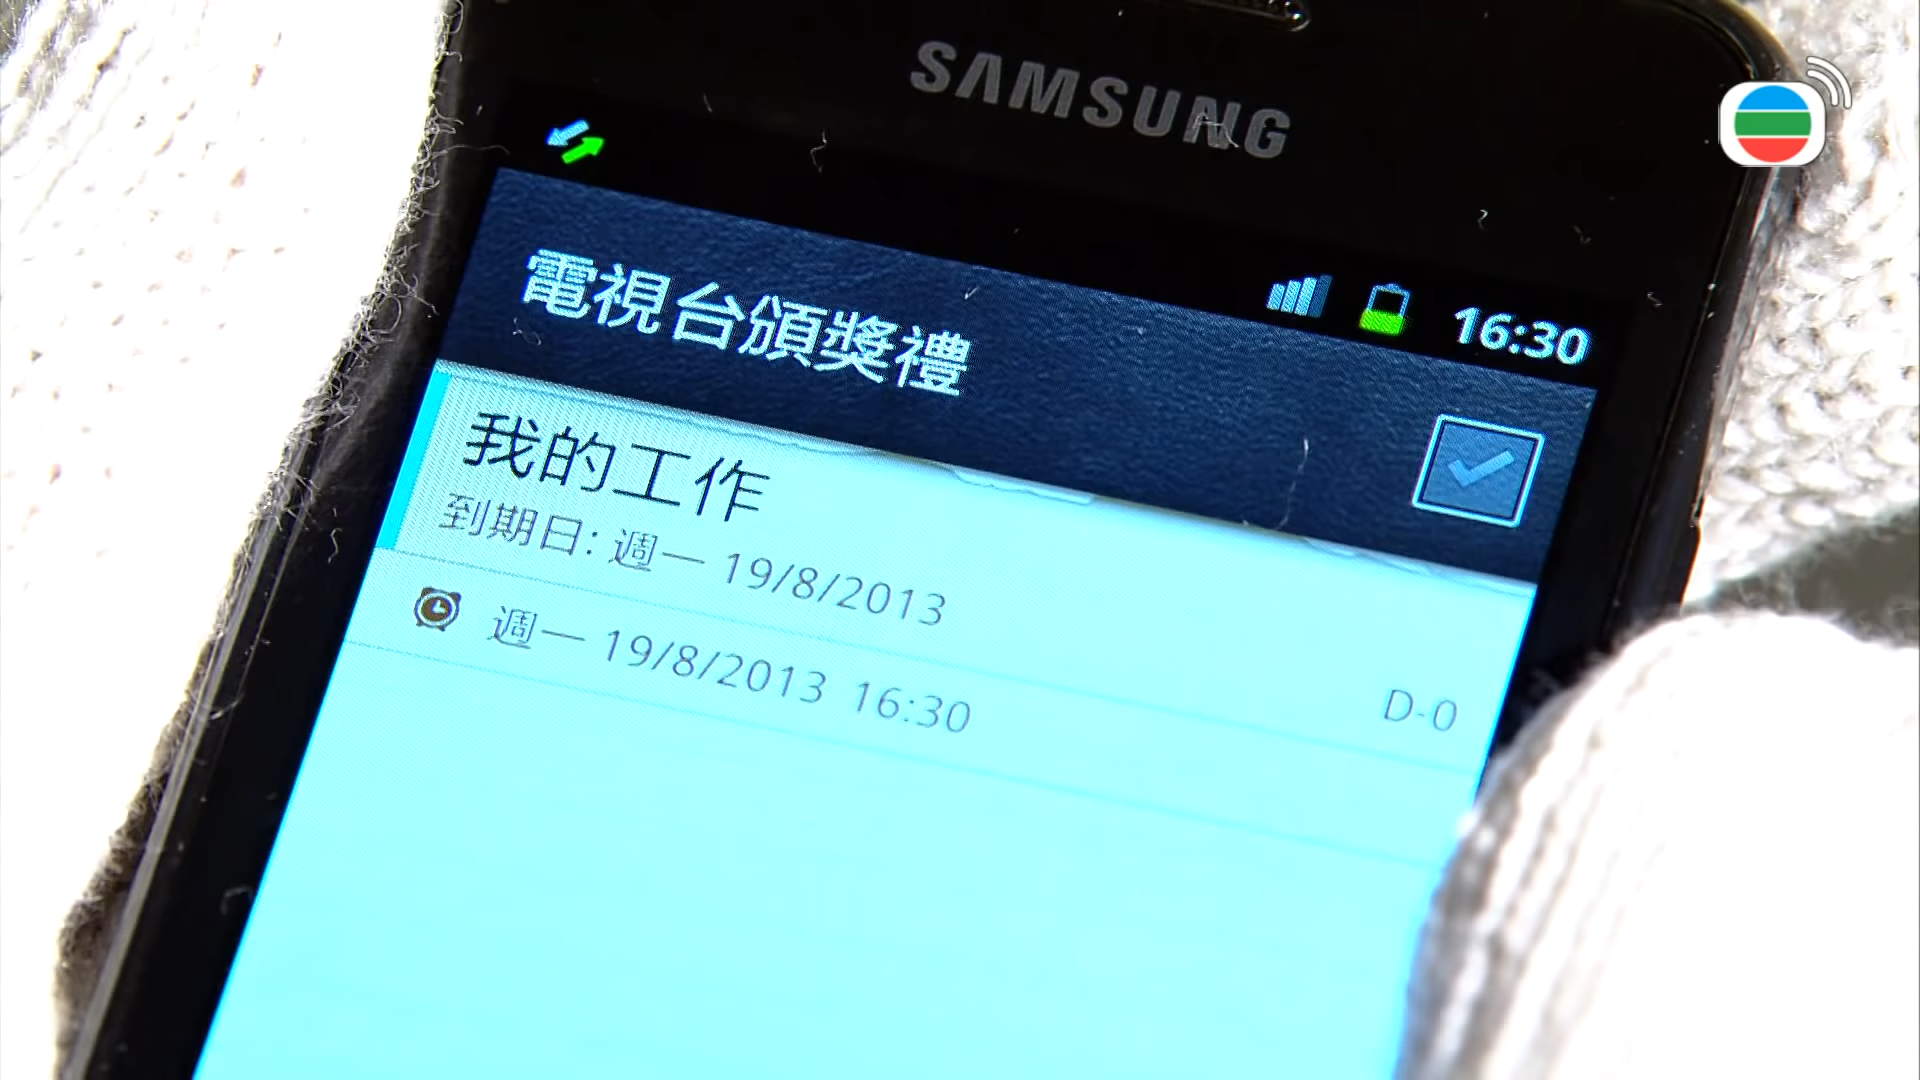 SAMSUNG
16:30
電視台頒獎禮
我的工作
到期日: 週一 19/8/2013
D-0
週一 19/8/2013 16:30